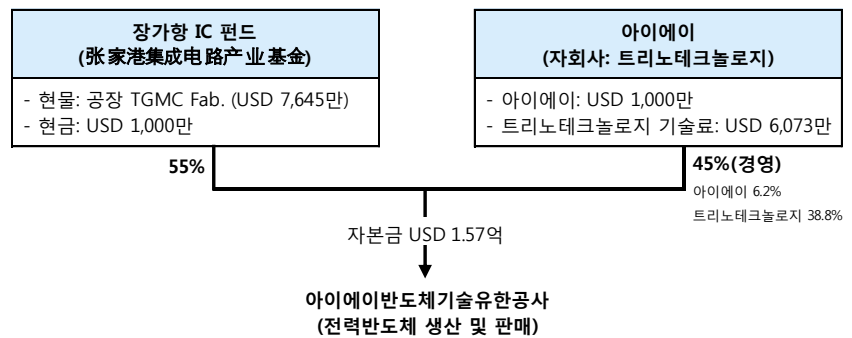 장가항 IC 펀드
(张家港集成电路产业基金)
- 현물: 공장 TGMC Fab. (USD 7,645만)
- 현금: USD 1,000만
아이에이
(자회사: 트리노테크놀로지)
- 아이에이: USD 1,000만
- 트리노테크놀로지 기술료: USD 6,073만
55%
45%(경영)
아이에이 6.2%
트리노테크놀로지 38.8%
자본금 USD 1.57억
아이에이반도체기술유한공사
(전력반도체 생산 및 판매)